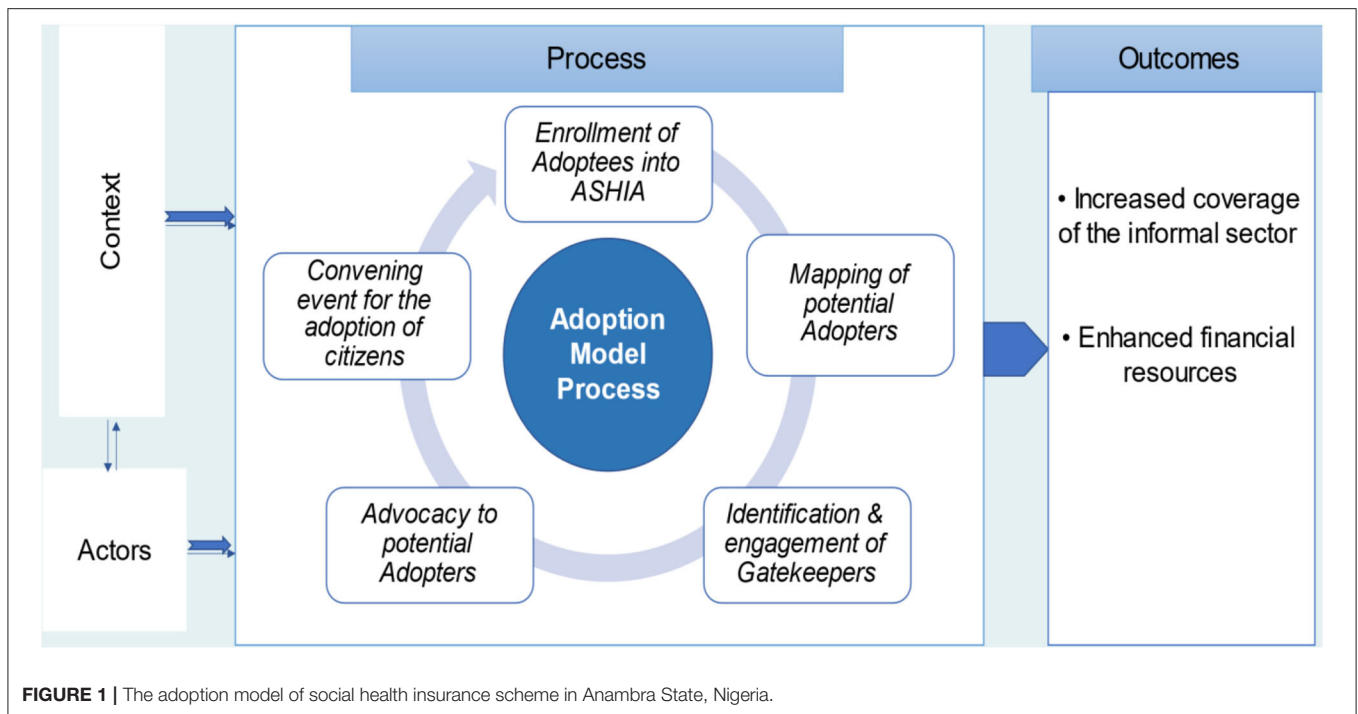 Process
Outcomes
Context
Actors
Enrollment of
Adoptees into
ASHIA
Mapping of
potential
Adopters
Identification &
engagement of
Gatekeepers
Advocacy to
potential
Adopters
Convening
event for the
adoption of
citizens
Adoption
Model
Process
• Increased coverage
of the informal sector
• Enhanced financial
resources
FIGURE 1 | The adoption model of social health insurance scheme in Anambra State, Nigeria.